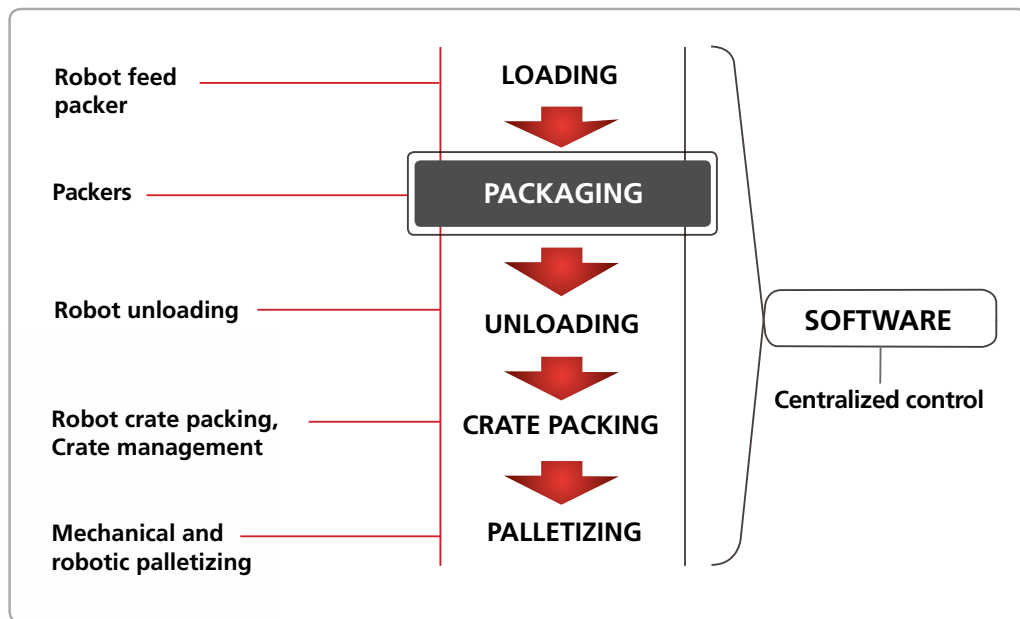 Robot feed
packer
LOADING
Packers
PACKAGING
Robot unloading
UNLOADING
SOFTWARE
Centralized control
Robot crate packing,
Crate management
CRATE PACKING
Mechanical and
robotic palletizing
PALLETIZING